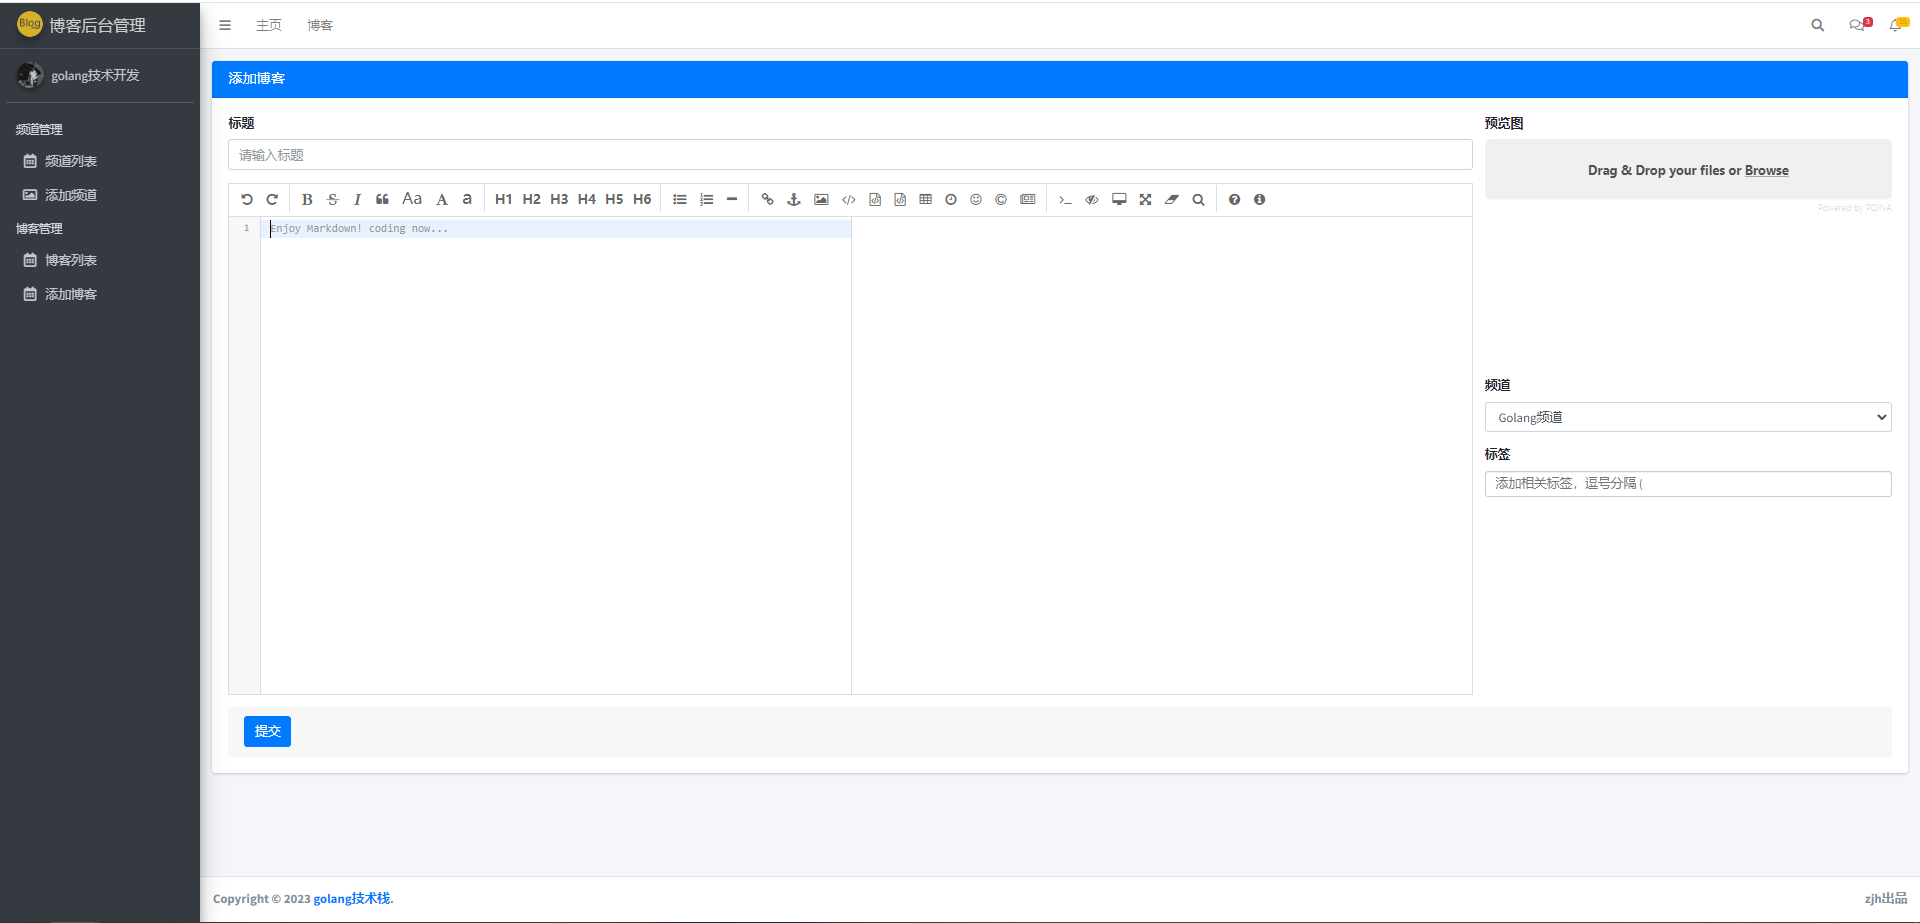 Blog 博客后台管理
主页 博客
3
15
golang技术开发
频道管理
频道列表
添加频道
博客管理
博客列表
添加博客
添加博客
标题
请输入标题
B S I “ Aa A a H1 H2 H3 H4 H5 H6
1 Enjoy Markdown! coding now...
提交
预览图
Drag & Drop your files or Browse
Powered by PQINA
频道
Golang频道
标签
添加相关标签，逗号分隔 (
Copyright © 2023 golang技术栈.
zjh出品